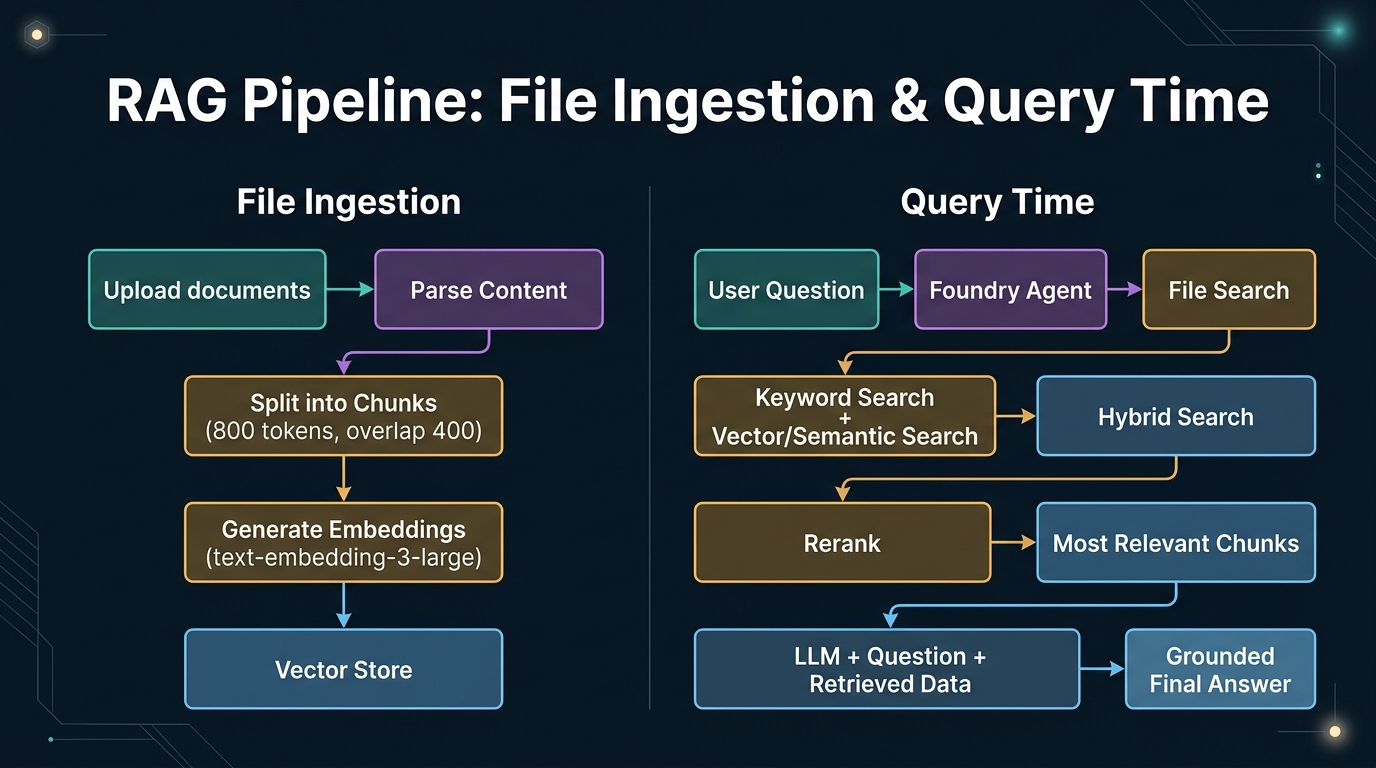 RAG Pipeline: File Ingestion & Query Time
File Ingestion
Upload documents
Parse Content
Split into Chunks
(800 tokens, overlap 400)
Generate Embeddings
(text-embedding-3-large)
Vector Store
Query Time
User Question
Foundry Agent
File Search
Keyword Search
+
Vector/Semantic Search
Hybrid Search
Rerank
Most Relevant Chunks
LLM + Question +
Retrieved Data
Grounded
Final Answer